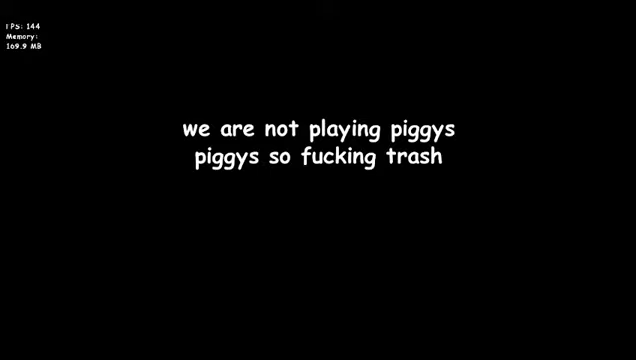 FPS: 144
Memory:
169.9 MB
we are not playing piggys
piggys so fucking trash